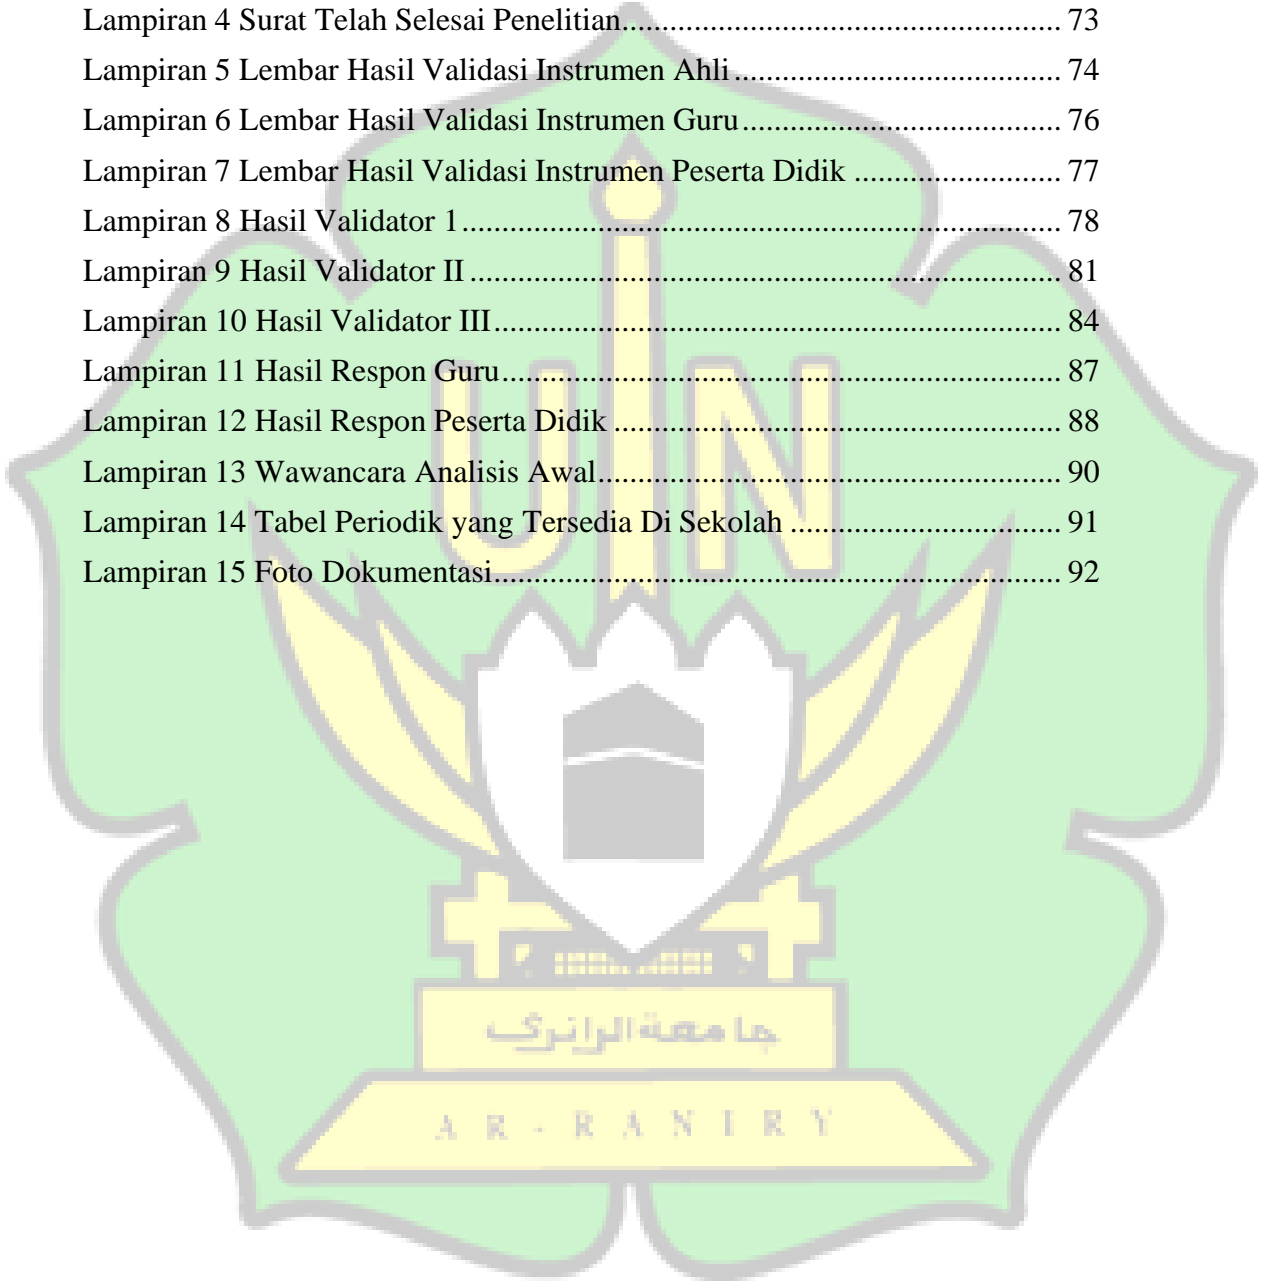 Lampiran 4 Surat Telah Selesai Penelitian..................................................... 73
Lampiran 5 Lembar Hasil Validasi Instrumen Ahli....................................... 74
Lampiran 6 Lembar Hasil Validasi Instrumen Guru...................................... 76
Lampiran 7 Lembar Hasil Validasi Instrumen Peserta Didik ......................... 77
Lampiran 8 Hasil Validator 1......................................................................... 78
Lampiran 9 Hasil Validator II........................................................................ 81
Lampiran 10 Hasil Validator III..................................................................... 84
Lampiran 11 Hasil Respon Guru.................................................................... 87
Lampiran 12 Hasil Respon Peserta Didik ...................................................... 88
Lampiran 13 Wawancara Analisis Awal........................................................ 90
Lampiran 14 Tabel Periodik yang Tersedia Di Sekolah ................................. 91
Lampiran 15 Foto Dokumentasi..................................................................... 92
UIN
جامعة الرانري
AR-RANIRY